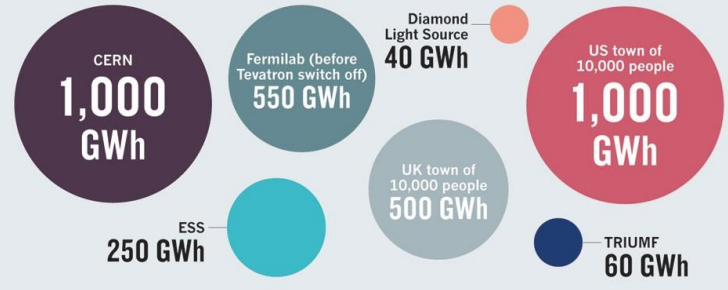 CERN
1,000
GWh
Fermilab (before
Tevatron switch off)
550 GWh
Diamond
Light Source
40 GWh
US town of
10,000 people
1,000
GWh
UK town of
10,000 people
500 GWh
ESS
250 GWh
TRIUMF
60 GWh